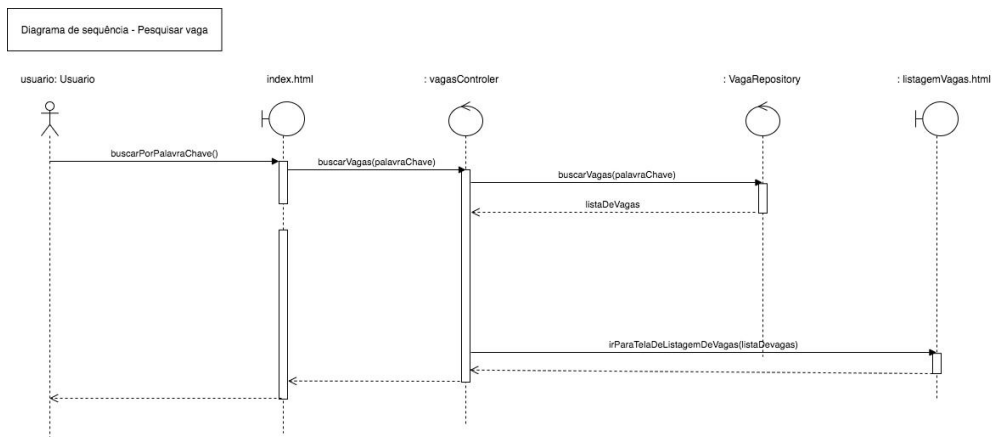 Diagrama de sequência - Pesquisar vaga
usuario: Usuario
index.html
: vagasControler
: VagaRepository
: listagemVagas.html
buscarPorPalavraChave()
buscarVagas(palavraChave)
buscarVagas(palavraChave)
listaDeVagas
irParaTelaDeListagemDeVagas(listaDevagas)